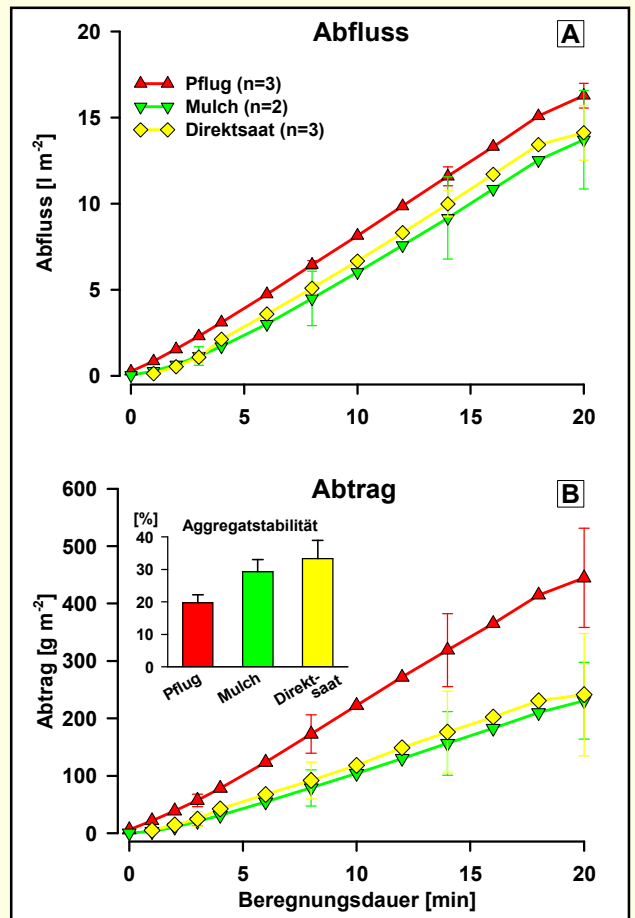 Abfluss
A
Pflug (n=3)
Mulch (n=2)
Direktsaat (n=3)
Abfluss [l m⁻²]
20
15
10
5
0
0 5 10 15 20
Abtrag
B
Abtrag [g m⁻²]
600
500
400
300
200
100
0
[%]
Aggregatstabilität
40
30
20
10
0
Pflug
Mulch
Direkt-
saat
0 5 10 15 20
Beregnungsdauer [min]